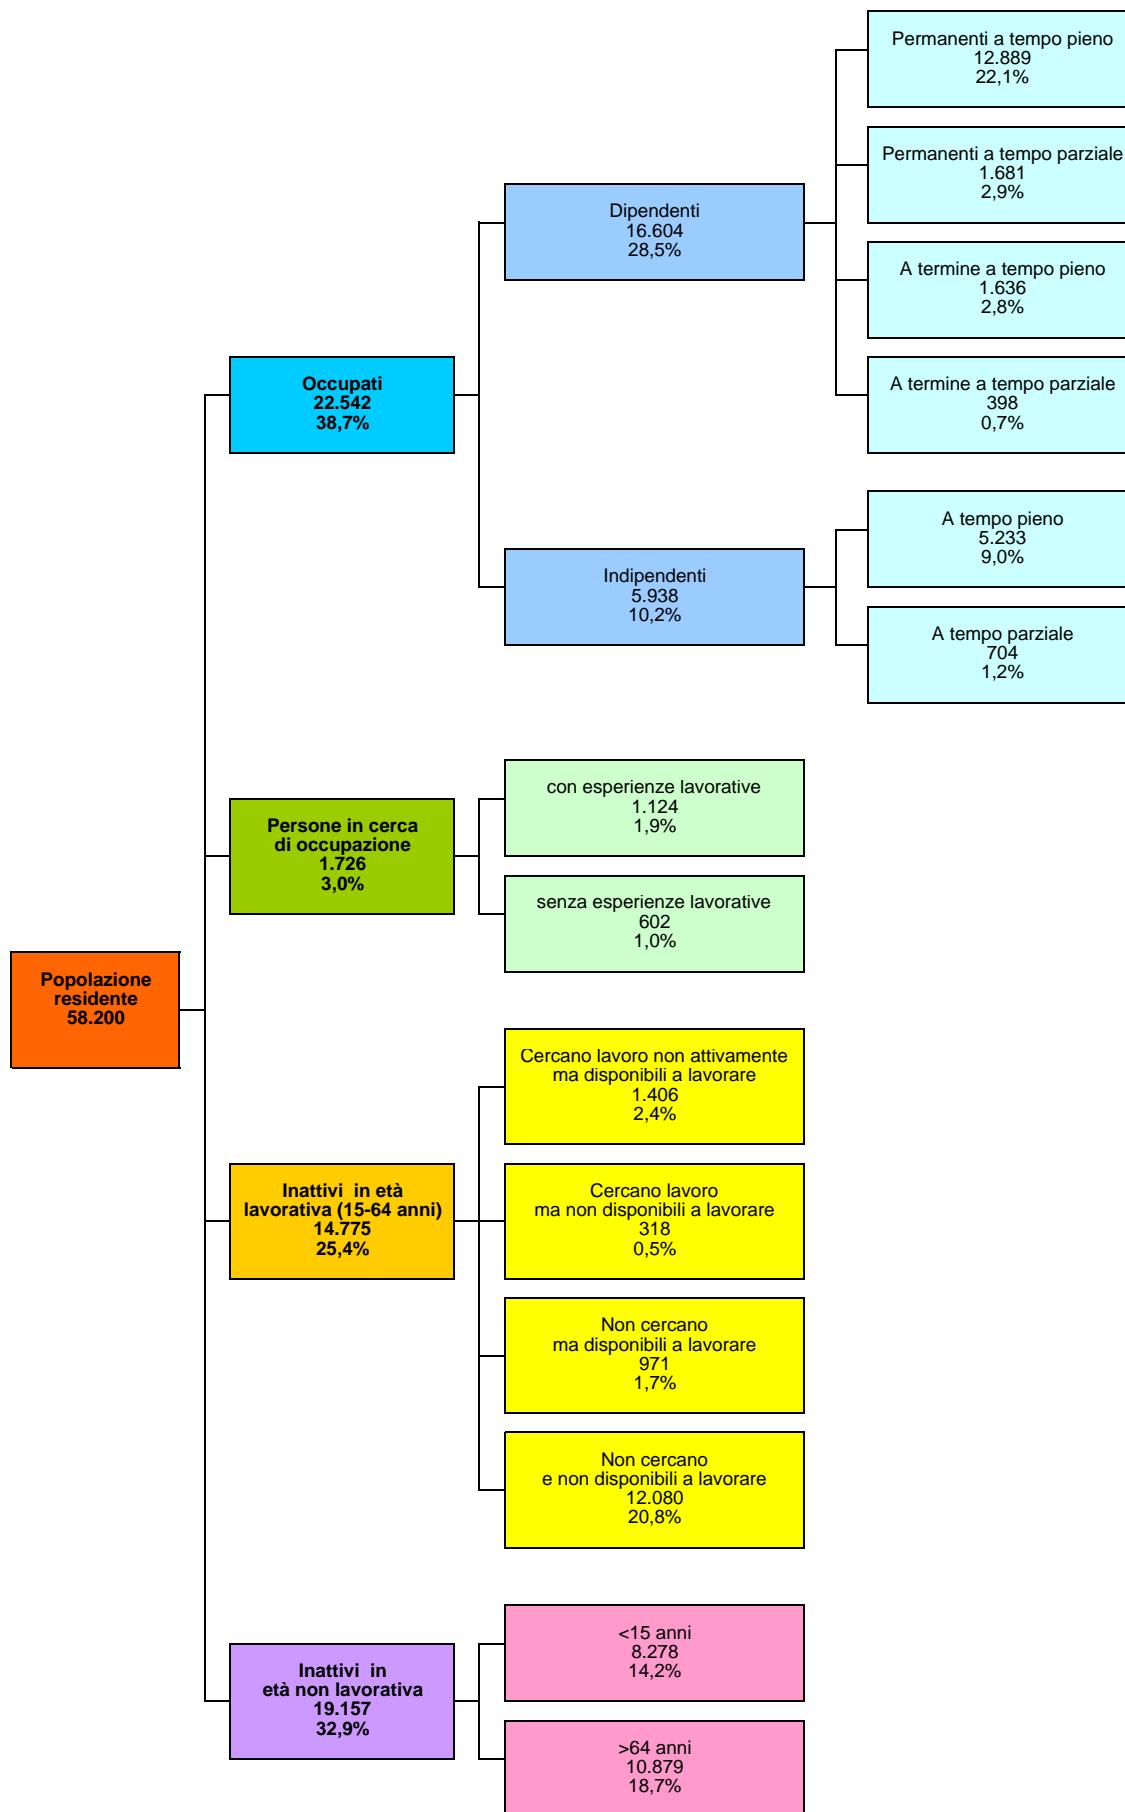 Permanenti a tempo pieno
12.889
22,1%
Permanenti a tempo parziale
1.681
2,9%
Dipendenti
16.604
28,5%
A termine a tempo pieno
1.636
2,8%
Occupati
22.542
38,7%
A termine a tempo parziale
398
0,7%
A tempo pieno
5.233
9,0%
Indipendenti
5.938
10,2%
A tempo parziale
704
1,2%
con esperienze lavorative
1.124
1,9%
Persone in cerca
di occupazione
1.726
3,0%
senza esperienze lavorative
602
1,0%
Popolazione
residente
58.200
Cercano lavoro non attivamente
ma disponibili a lavorare
1.406
2,4%
Inattivi  in età
lavorativa (15-64 anni)
14.775
25,4%
Cercano lavoro
ma non disponibili a lavorare
318
0,5%
Non cercano
ma disponibili a lavorare
971
1,7%
Non cercano
e non disponibili a lavorare
12.080
20,8%
<15 anni
8.278
14,2%
Inattivi  in
età non lavorativa
19.157
32,9%
>64 anni
10.879
18,7%